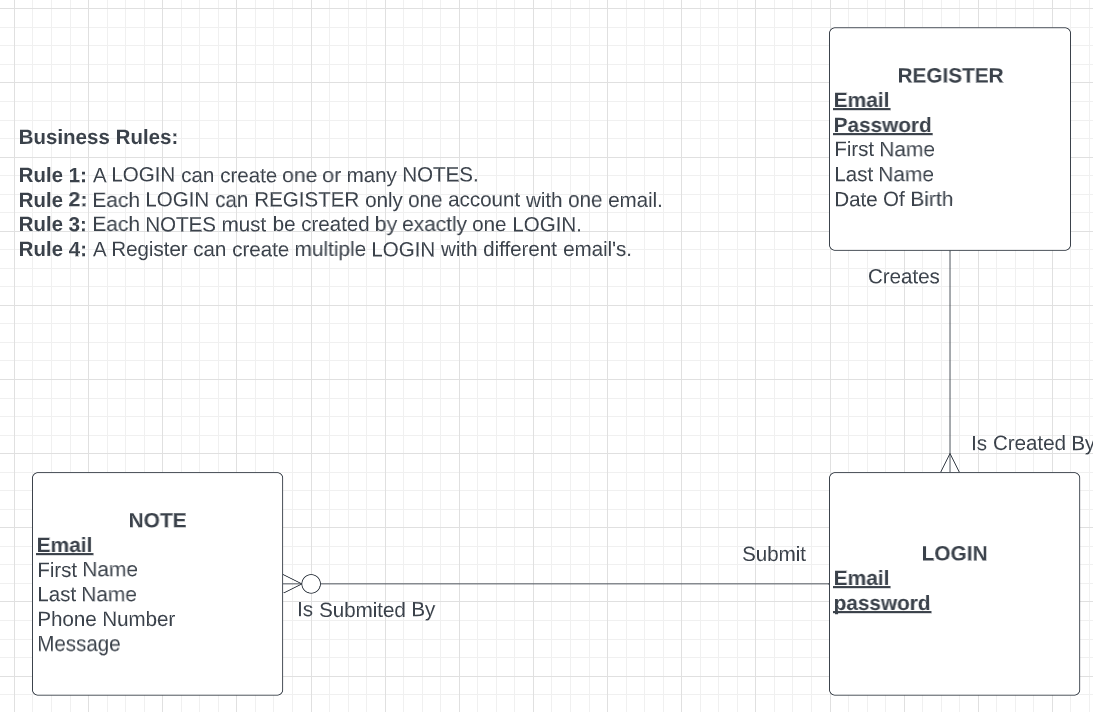 Business Rules:
Rule 1: A LOGIN can create one or many NOTES.
Rule 2: Each LOGIN can REGISTER only one account with one email.
Rule 3: Each NOTES must be created by exactly one LOGIN.
Rule 4: A Register can create multiple LOGIN with different email's.
REGISTER
Email
Password
First Name
Last Name
Date Of Birth
Creates
Is Created By
NOTE
Email
First Name
Last Name
Phone Number
Message
Is Submited By
Submit
LOGIN
Email
password